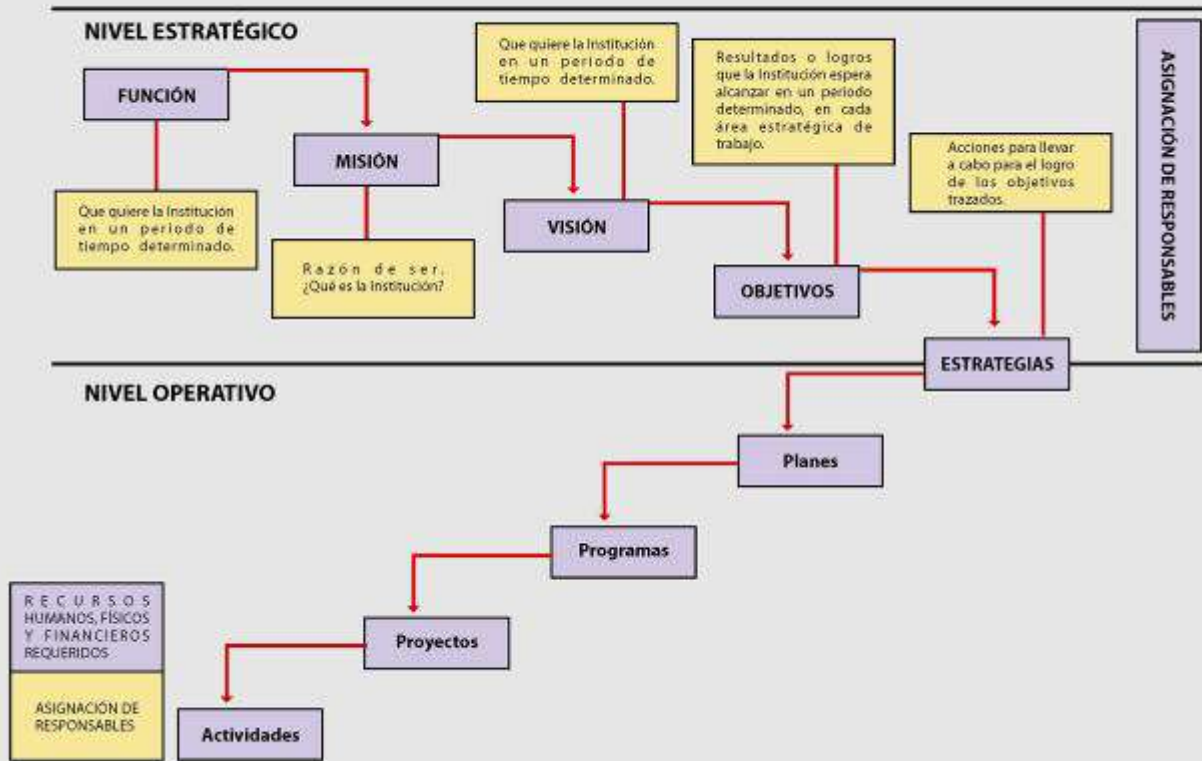 NIVEL ESTRATÉGICO
FUNCIÓN
Que quiere la Institución
en un periodo de
tiempo determinado.
MISIÓN
Razón de ser.
¿Qué es la Institución?
Que quiere la Institución
en un periodo de
tiempo determinado.
VISIÓN
Resultados o logros
que la Institución espera
alcanzar en un periodo
determinado, en cada
área estratégica de
trabajo.
OBJETIVOS
Acciones para llevar
a cabo para el logro
de los objetivos
trazados.
ESTRATEGIAS
ASIGNACIÓN DE RESPONSABLES
NIVEL OPERATIVO
Planes
Programas
Proyectos
Actividades
RECURSOS
HUMANOS, FÍSICOS
Y FINANCIEROS
REQUERIDOS
ASIGNACIÓN DE
RESPONSABLES